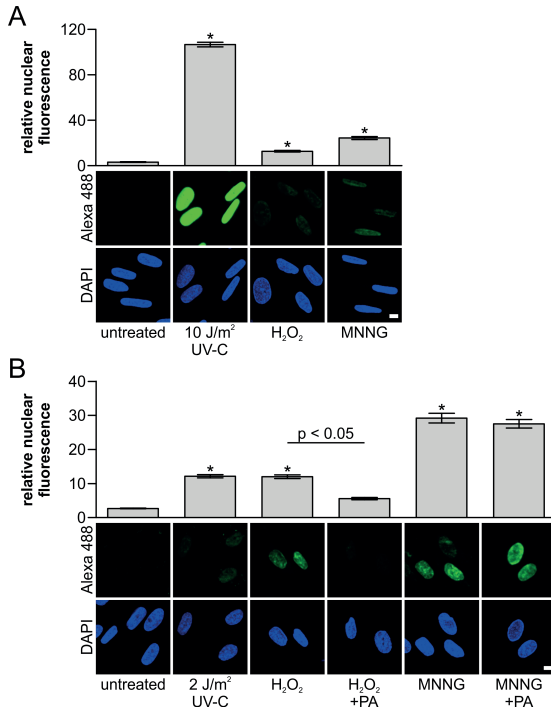 A
relative nuclear
fluorescence
120
80
40
0
* * *
Alexa 488
DAPI
untreated 10 J/m² H₂O₂ MNNG
UV-C
B
relative nuclear
fluorescence
40
30
20
10
0
* * p < 0.05 * *
Alexa 488
DAPI
untreated 2 J/m² H₂O₂ H₂O₂ MNNG MNNG
UV-C +PA +PA